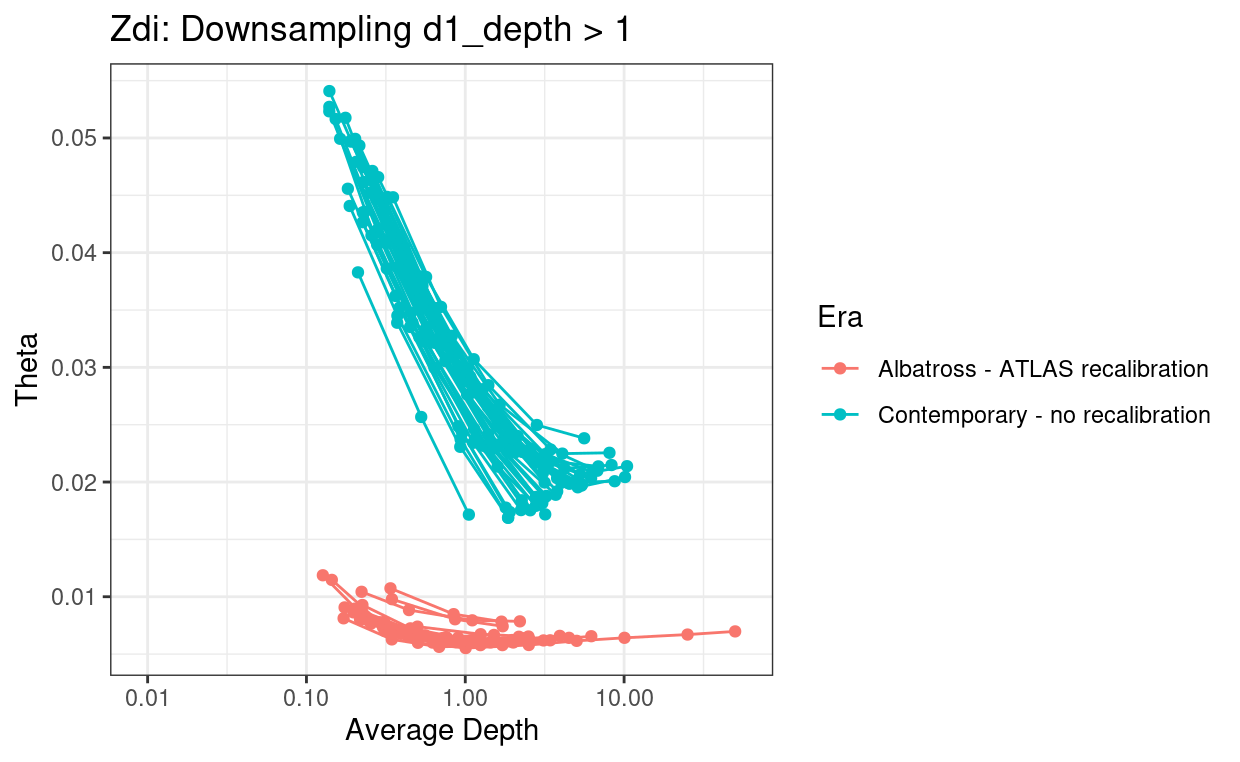 Zdi: Downsampling d1_depth > 1
0.05
0.04
0.03
0.02
0.01
Theta
0.01 0.10 1.00 10.00
Average Depth
Era
Albatross - ATLAS recalibration
Contemporary - no recalibration